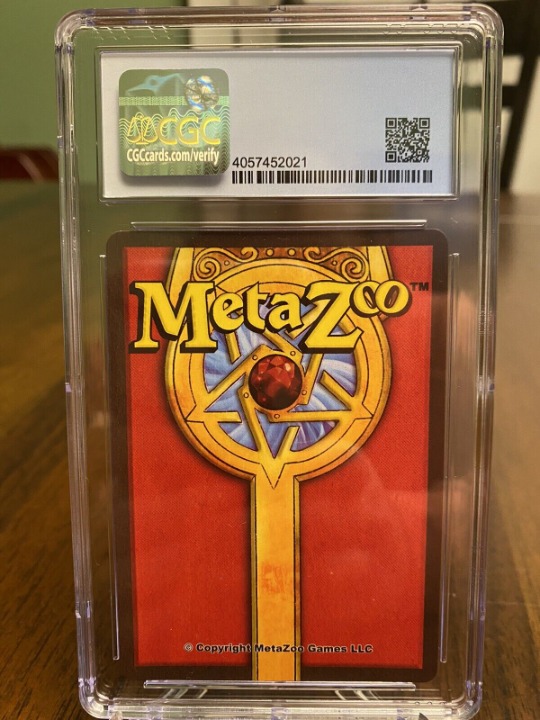 CGC
CGCcards.com/verify
4057452021
MetaZoo™
© Copyright MetaZoo Games LLC